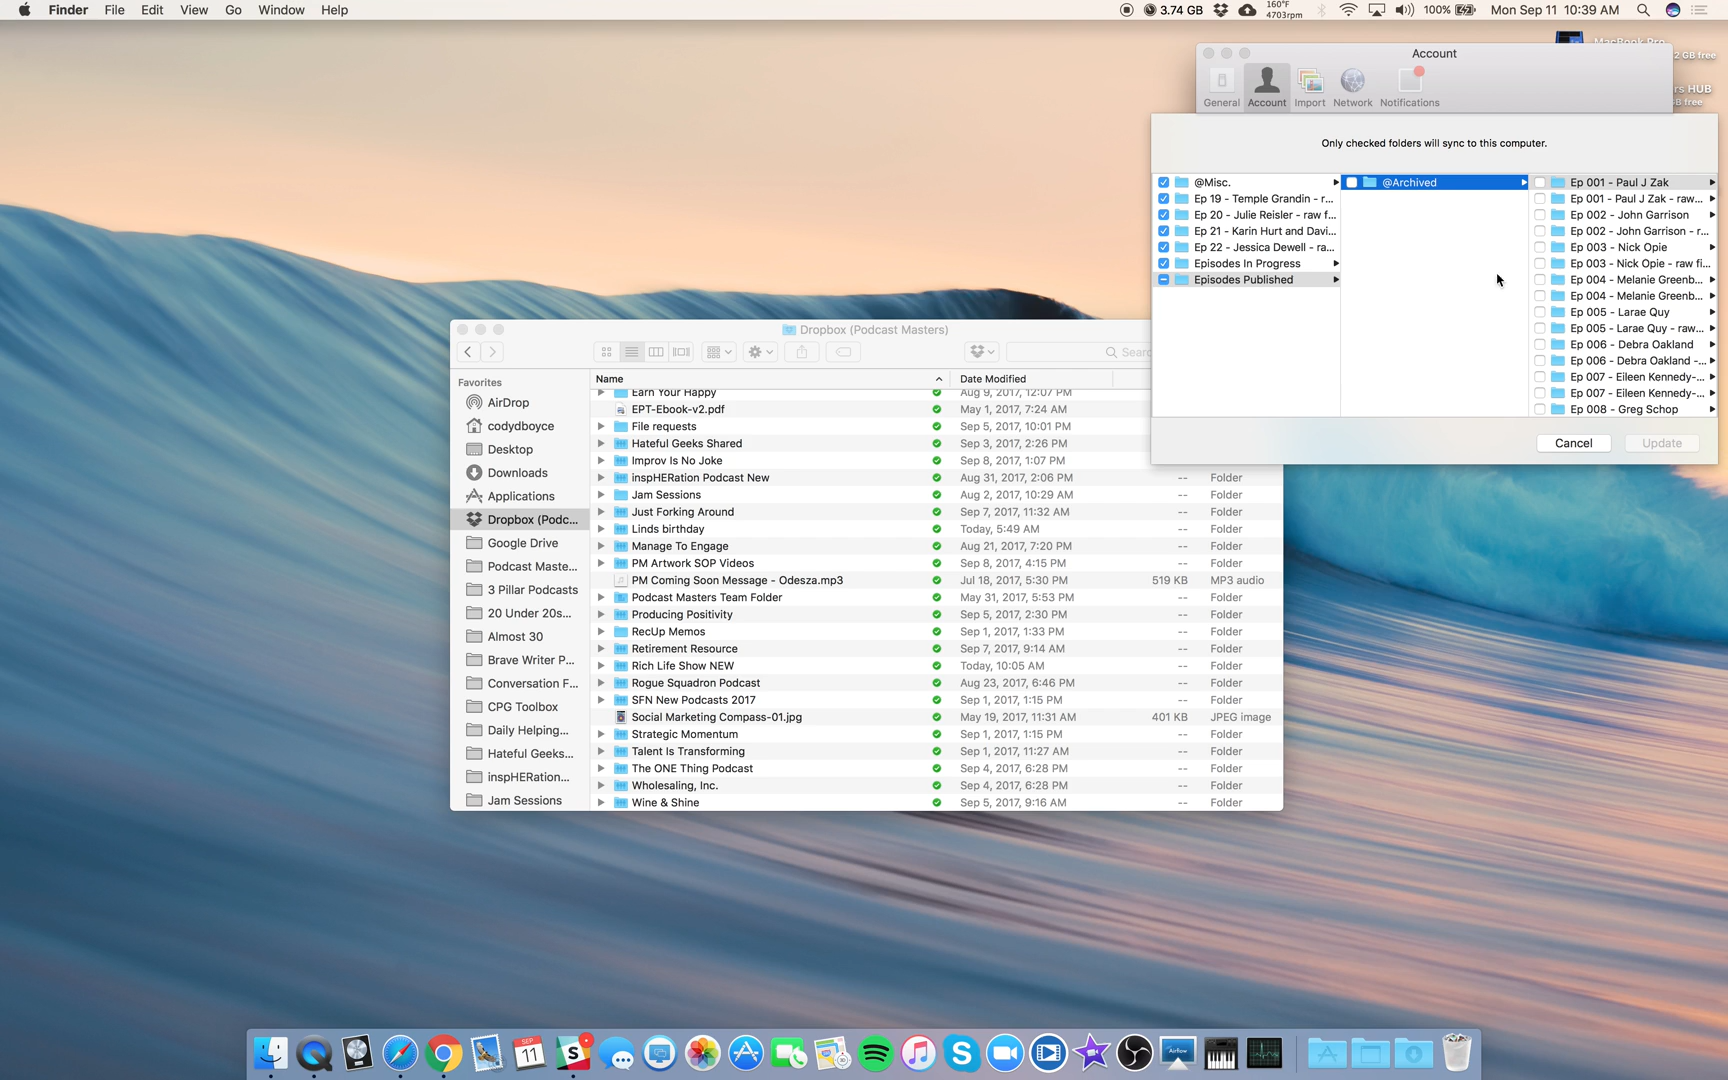 Finder File Edit View Go Window Help
3.74 GB 160°F 4703rpm 100% Mon Sep 11 10:39 AM
MacBook Pro
2 GB free
rs HUB
GB free
Account
General Account Import Network Notifications
Only checked folders will sync to this computer.
@Misc.
Ep 19 - Temple Grandin - r...
Ep 20 - Julie Reisler - raw f...
Ep 21 - Karin Hurt and Davi...
Ep 22 - Jessica Dewell - ra...
Episodes In Progress
Episodes Published
@Archived
Ep 001 - Paul J Zak
Ep 001 - Paul J Zak - raw...
Ep 002 - John Garrison
Ep 002 - John Garrison - r...
Ep 003 - Nick Opie
Ep 003 - Nick Opie - raw fi...
Ep 004 - Melanie Greenb...
Ep 004 - Melanie Greenb...
Ep 005 - Larae Quy
Ep 005 - Larae Quy - raw...
Ep 006 - Debra Oakland
Ep 006 - Debra Oakland -...
Ep 007 - Eileen Kennedy-...
Ep 007 - Eileen Kennedy-...
Ep 008 - Greg Schop
Cancel Update
Dropbox (Podcast Masters)
Searc
Favorites
AirDrop
codydboyce
Desktop
Downloads
Applications
Dropbox (Podc...
Google Drive
Podcast Maste...
3 Pillar Podcasts
20 Under 20s...
Almost 30
Brave Writer P...
Conversation F...
CPG Toolbox
Daily Helping...
Hateful Geeks...
inspHERation...
Jam Sessions
Name Date Modified
Earn Your Happy Aug 9, 2017, 12:07 PM
EPT-Ebook-v2.pdf May 1, 2017, 7:24 AM
File requests Sep 5, 2017, 10:01 PM
Hateful Geeks Shared Sep 3, 2017, 2:26 PM
Improv Is No Joke Sep 8, 2017, 1:07 PM
inspHERation Podcast New Aug 31, 2017, 2:06 PM -- Folder
Jam Sessions Aug 2, 2017, 10:29 AM -- Folder
Just Forking Around Sep 7, 2017, 11:32 AM -- Folder
Linds birthday Today, 5:49 AM -- Folder
Manage To Engage Aug 21, 2017, 7:20 PM -- Folder
PM Artwork SOP Videos Sep 8, 2017, 4:15 PM -- Folder
PM Coming Soon Message - Odesza.mp3 Jul 18, 2017, 5:30 PM 519 KB MP3 audio
Podcast Masters Team Folder May 31, 2017, 5:53 PM -- Folder
Producing Positivity Sep 5, 2017, 2:30 PM -- Folder
RecUp Memos Sep 1, 2017, 1:33 PM -- Folder
Retirement Resource Sep 7, 2017, 9:14 AM -- Folder
Rich Life Show NEW Today, 10:05 AM -- Folder
Rogue Squadron Podcast Aug 23, 2017, 6:46 PM -- Folder
SFN New Podcasts 2017 Sep 1, 2017, 1:15 PM -- Folder
Social Marketing Compass-01.jpg May 19, 2017, 11:31 AM 401 KB JPEG image
Strategic Momentum Sep 1, 2017, 1:15 PM -- Folder
Talent Is Transforming Sep 1, 2017, 11:27 AM -- Folder
The ONE Thing Podcast Sep 4, 2017, 6:28 PM -- Folder
Wholesaling, Inc. Sep 4, 2017, 6:28 PM -- Folder
Wine & Shine Sep 5, 2017, 9:16 AM -- Folder
SEP
11
Airflow